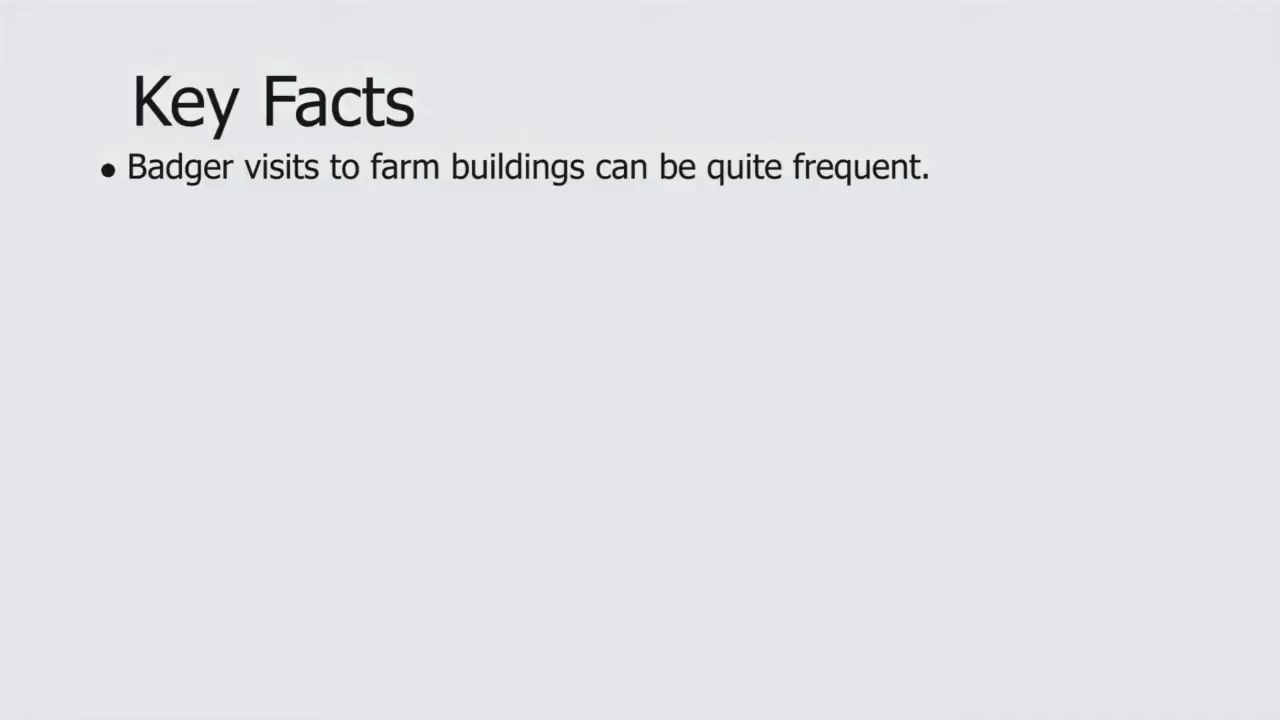 Key Facts
• Badger visits to farm buildings can be quite frequent.